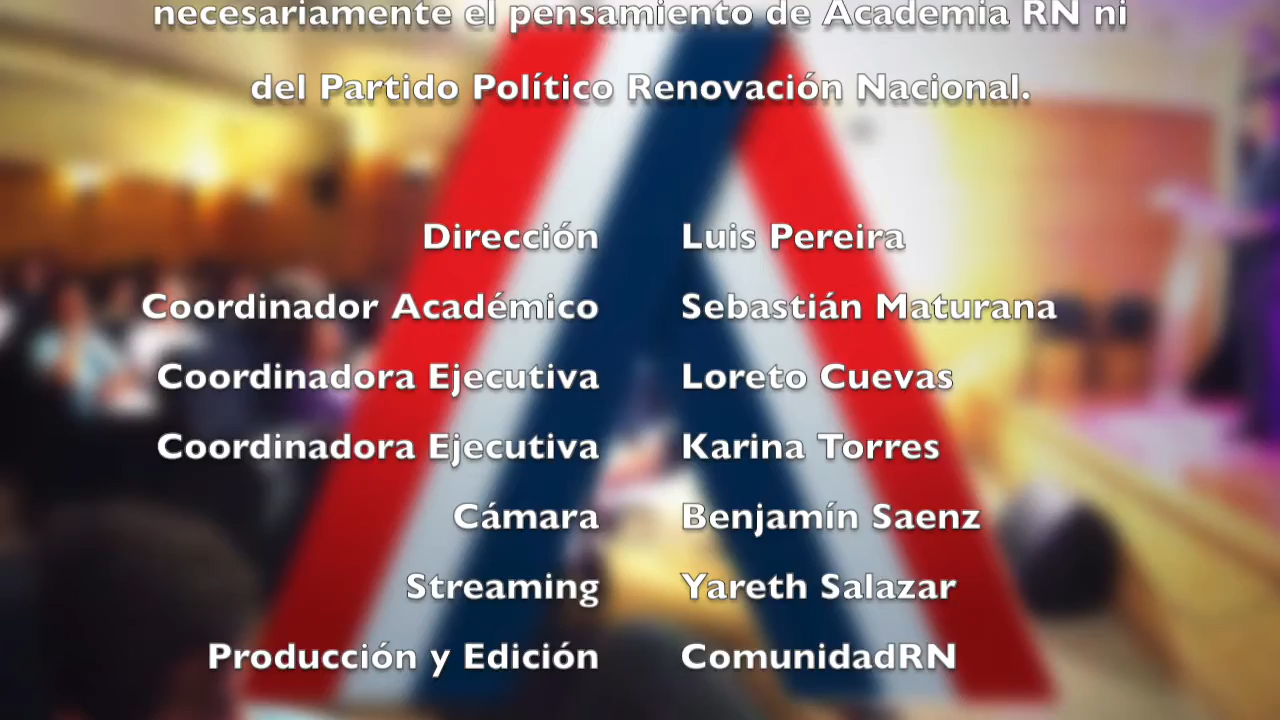 necesariamente el pensamiento de Academia RN ni
del Partido Político Renovación Nacional.
Dirección Luis Pereira
Coordinador Académico Sebastián Maturana
Coordinadora Ejecutiva Loreto Cuevas
Coordinadora Ejecutiva Karina Torres
Cámara Benjamín Saenz
Streaming Yareth Salazar
Producción y Edición ComunidadRN